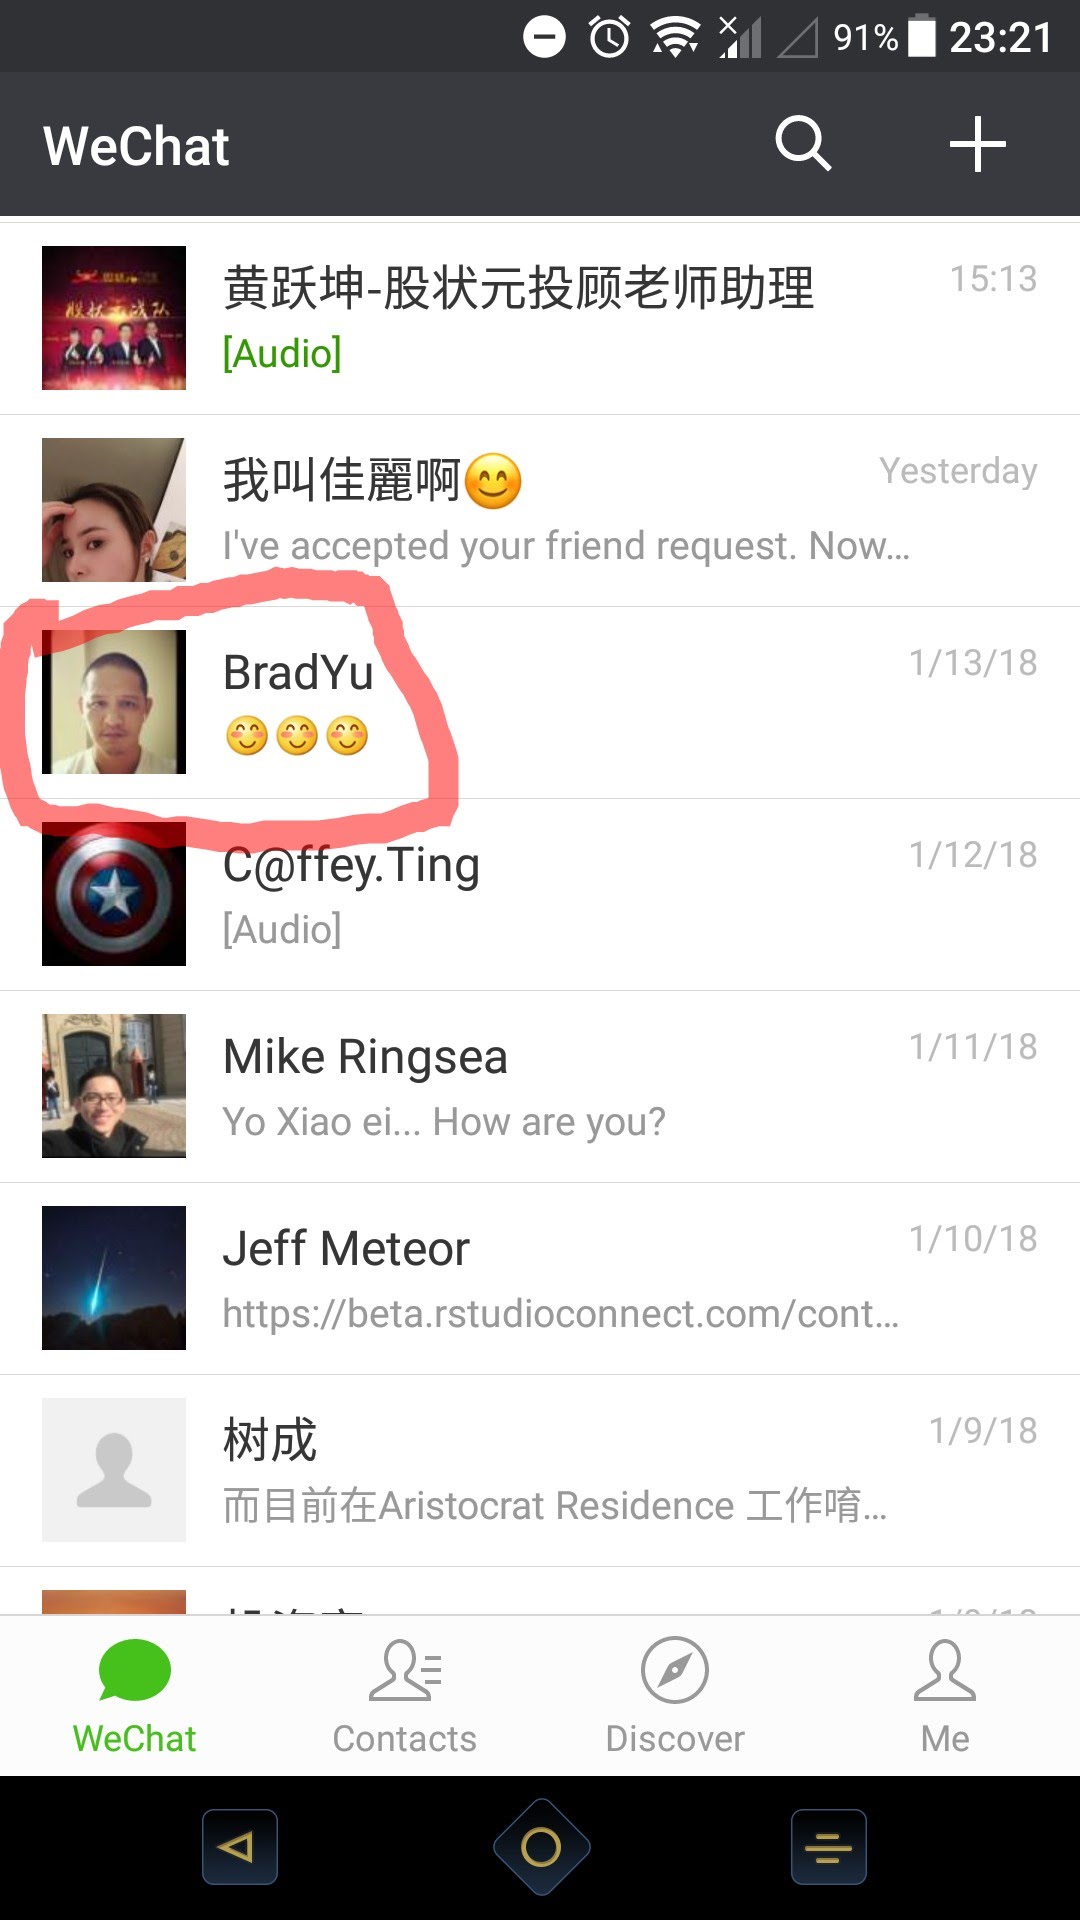 91% 23:21
WeChat
黄跃坤-股状元投顾老师助理 15:13
[Audio]
我叫佳麗啊😊 Yesterday
I've accepted your friend request. Now...
BradYu 1/13/18
😊😊😊
C@ffey.Ting 1/12/18
[Audio]
Mike Ringsea 1/11/18
Yo Xiao ei... How are you?
Jeff Meteor 1/10/18
https://beta.rstudioconnect.com/cont...
树成 1/9/18
而目前在Aristocrat Residence 工作唷...
WeChat Contacts Discover Me